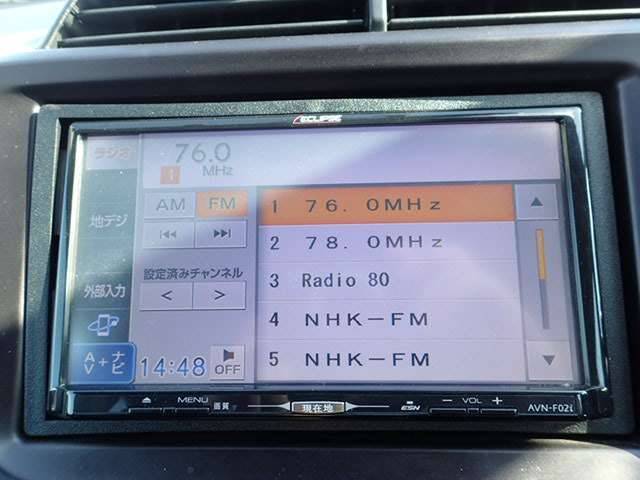 ECLIPSE
ラジオ
76.0
1 MHz
AM FM
地デジ
設定済みチャンネル
外部入力
< >
AV+ナビ
14:48 OFF
1 76.0MHz
2 78.0MHz
3 Radio 80
4 NHK-FM
5 NHK-FM
MENU 画質 現在地 ESN - VOL + AVN-F02i